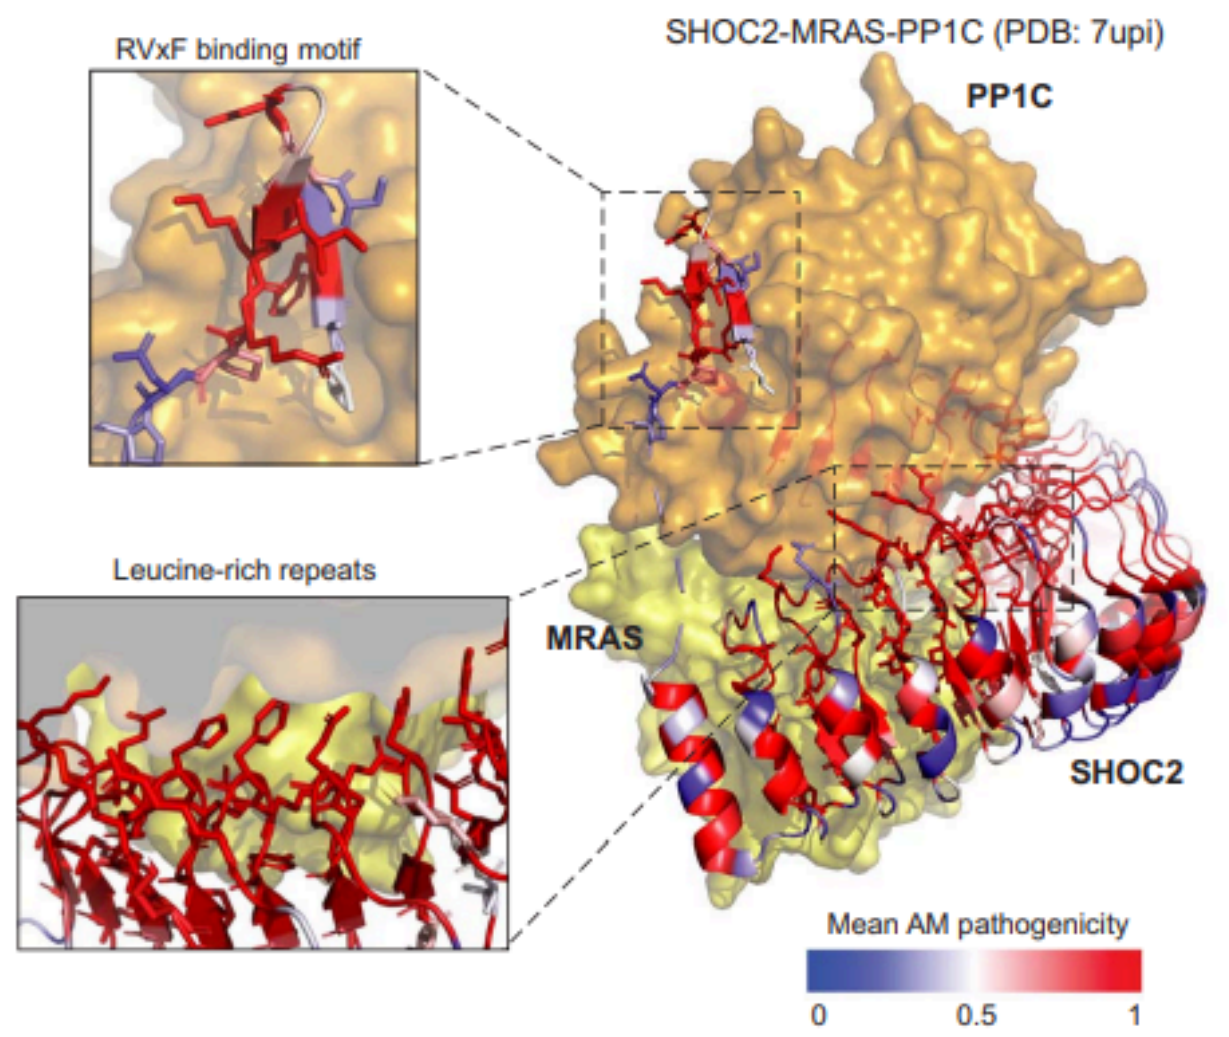 SHOC2-MRAS-PP1C (PDB: 7upi)
RVxF binding motif
PP1C
Leucine-rich repeats
MRAS
SHOC2
Mean AM pathogenicity
0 0.5 1